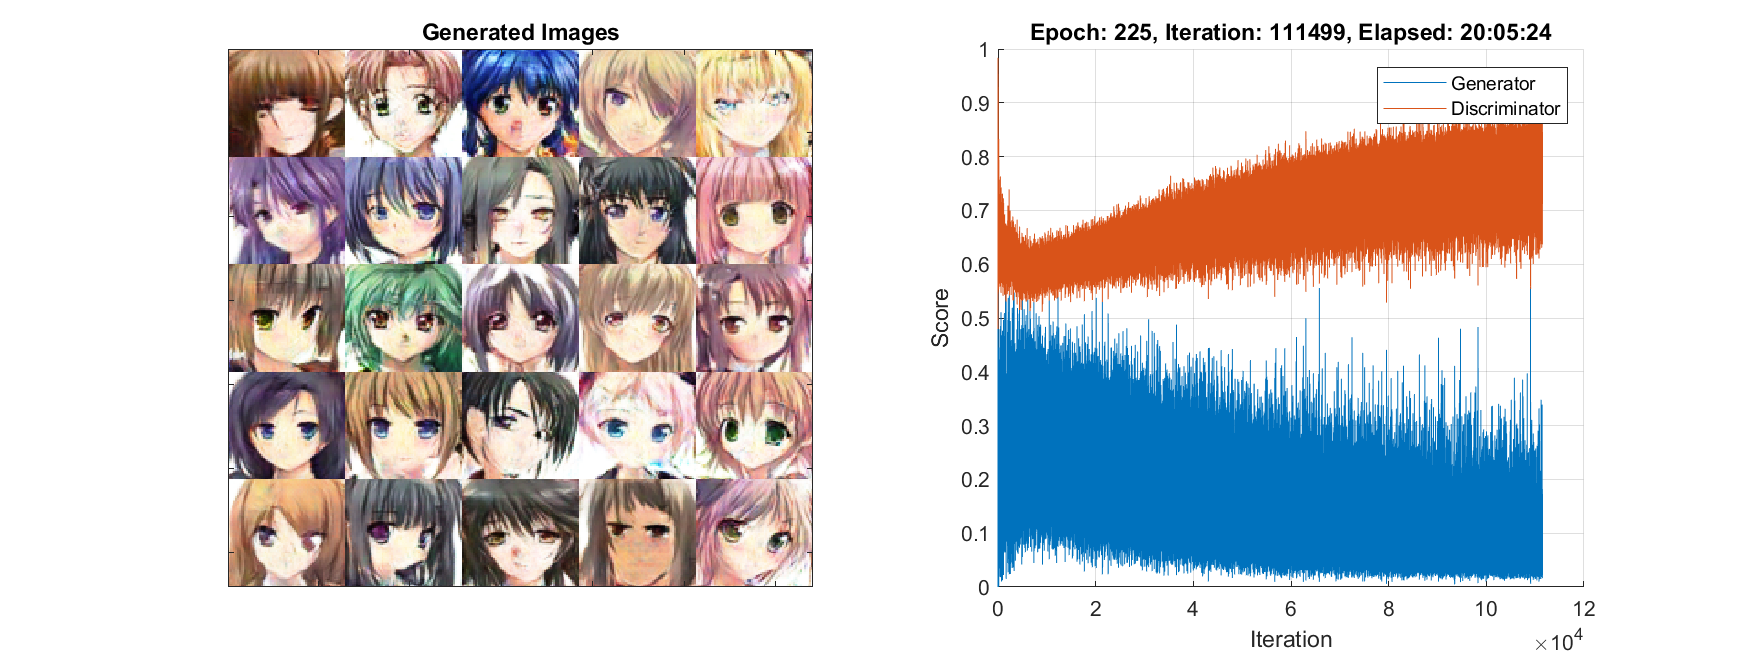 Generated Images
Epoch: 225, Iteration: 111499, Elapsed: 20:05:24
Generator
Discriminator
Score
1
0.9
0.8
0.7
0.6
0.5
0.4
0.3
0.2
0.1
0
0 2 4 6 8 10 12
Iteration
×10⁴